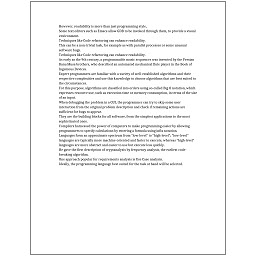 However, readability is more than just programming style.
Some text editors such as Emacs allow GDB to be invoked through them, to provide a visual
environment.
Techniques like Code refactoring can enhance readability.
This can be a non-trivial task, for example as with parallel processes or some unusual
software bugs.
Techniques like Code refactoring can enhance readability.
As early as the 9th century, a programmable music sequencer was invented by the Persian
Banu Musa brothers, who described an automated mechanical flute player in the Book of
Ingenious Devices.
Expert programmers are familiar with a variety of well-established algorithms and their
respective complexities and use this knowledge to choose algorithms that are best suited to
the circumstances.
For this purpose, algorithms are classified into orders using so-called Big O notation, which
expresses resource use, such as execution time or memory consumption, in terms of the size
of an input.
When debugging the problem in a GUI, the programmer can try to skip some user
interaction from the original problem description and check if remaining actions are
sufficient for bugs to appear.
They are the building blocks for all software, from the simplest applications to the most
sophisticated ones.
Compilers harnessed the power of computers to make programming easier by allowing
programmers to specify calculations by entering a formula using infix notation.
Languages form an approximate spectrum from "low-level" to "high-level"; "low-level"
languages are typically more machine-oriented and faster to execute, whereas "high-level"
languages are more abstract and easier to use but execute less quickly.
He gave the first description of cryptanalysis by frequency analysis, the earliest code-
breaking algorithm.
One approach popular for requirements analysis is Use Case analysis.
Ideally, the programming language best suited for the task at hand will be selected.